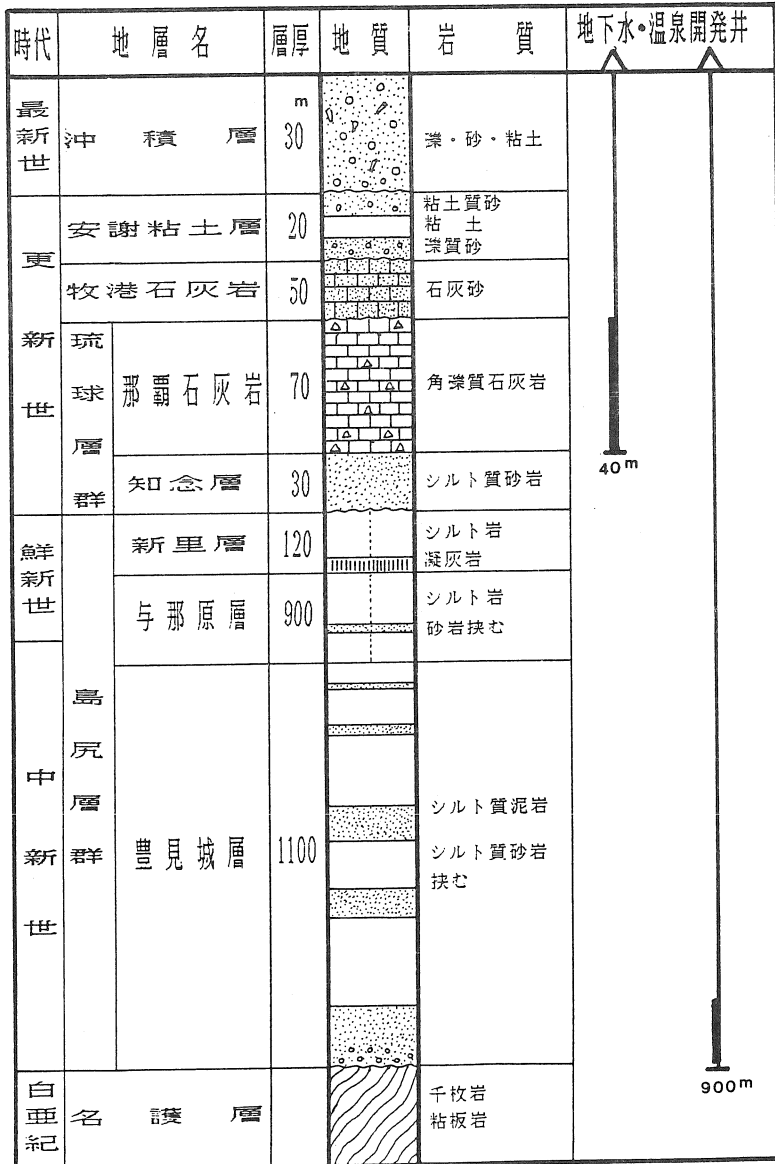 時代 地層名 層厚 地質 岩質 地下水・温泉開発井
最新世 沖積層 m 30 礫・砂・粘土
更新世
安謝粘土層 20 粘土質砂
粘土
礫質砂
牧港石灰岩 50 石灰砂
琉球層群
那覇石灰岩 70 角礫質石灰岩
40m
知念層 30 シルト質砂岩
鮮新世
島尻層群
新里層 120 シルト岩
凝灰岩
与那原層 900 シルト岩
砂岩挟む
中新世
豊見城層 1100 シルト質泥岩
シルト質砂岩
挟む
900m
白亜紀 名護層 千枚岩
粘板岩